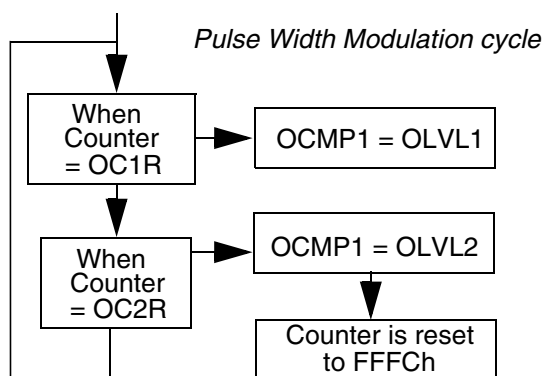 Pulse Width Modulation cycle
When
Counter
= OC1R
OCMP1 = OLVL1
When
Counter
= OC2R
OCMP1 = OLVL2
Counter is reset
to FFFCh